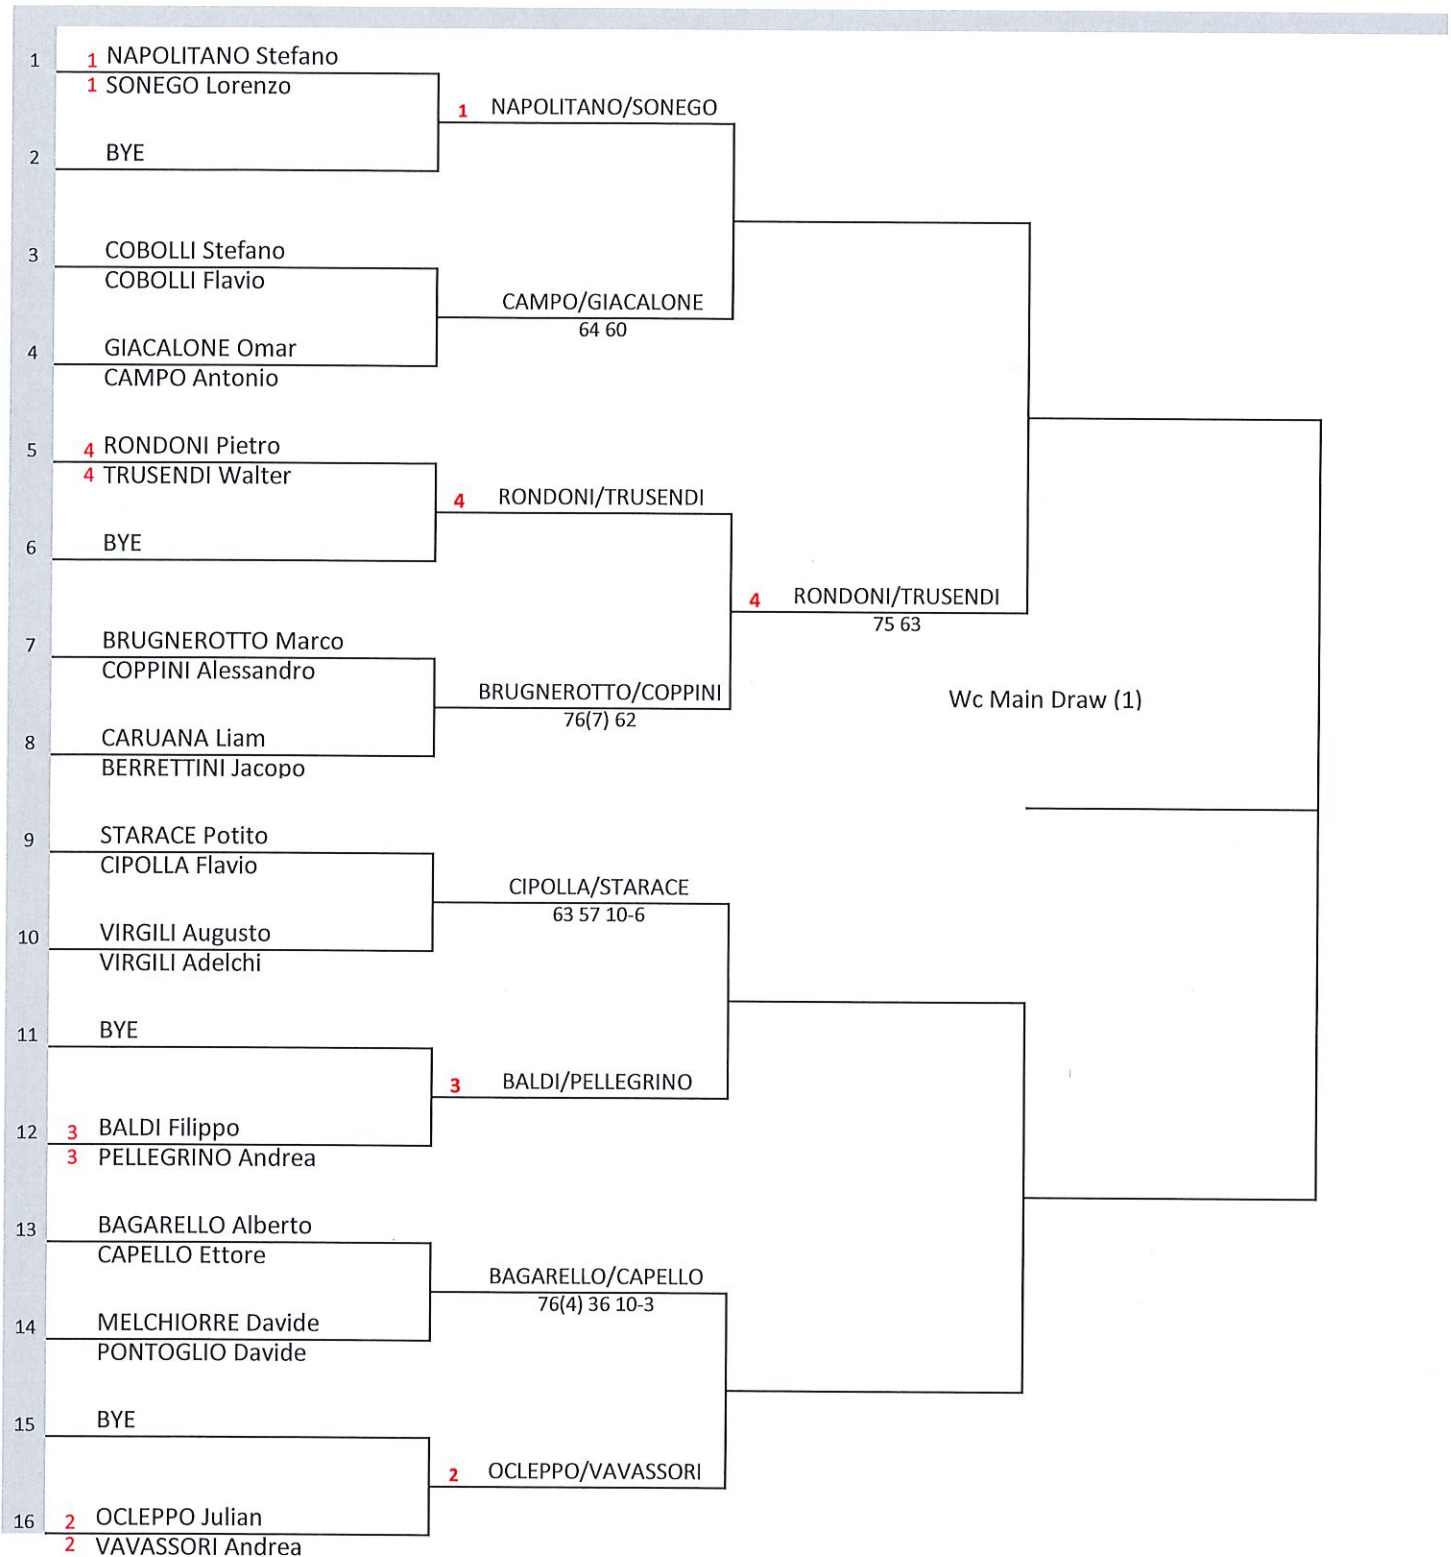 1 1 NAPOLITANO Stefano
1 SONEGO Lorenzo
1 NAPOLITANO/SONEGO
2 BYE
3 COBOLLI Stefano
COBOLLI Flavio
CAMPO/GIACALONE
64 60
4 GIACALONE Omar
CAMPO Antonio
5 4 RONDONI Pietro
4 TRUSENDI Walter
4 RONDONI/TRUSENDI
6 BYE
4 RONDONI/TRUSENDI
75 63
7 BRUGNEROTTO Marco
COPPINI Alessandro
BRUGNEROTTO/COPPINI
76(7) 62
Wc Main Draw (1)
8 CARUANA Liam
BERRETTINI Jacopo
9 STARACE Potito
CIPOLLA Flavio
CIPOLLA/STARACE
63 57 10-6
10 VIRGILI Augusto
VIRGILI Adelchi
11 BYE
3 BALDI/PELLEGRINO
12 3 BALDI Filippo
3 PELLEGRINO Andrea
13 BAGARELLO Alberto
CAPELLO Ettore
BAGARELLO/CAPELLO
76(4) 36 10-3
14 MELCHIORRE Davide
PONTOGLIO Davide
15 BYE
2 OCLEPPO/VAVASSORI
16 2 OCLEPPO Julian
2 VAVASSORI Andrea